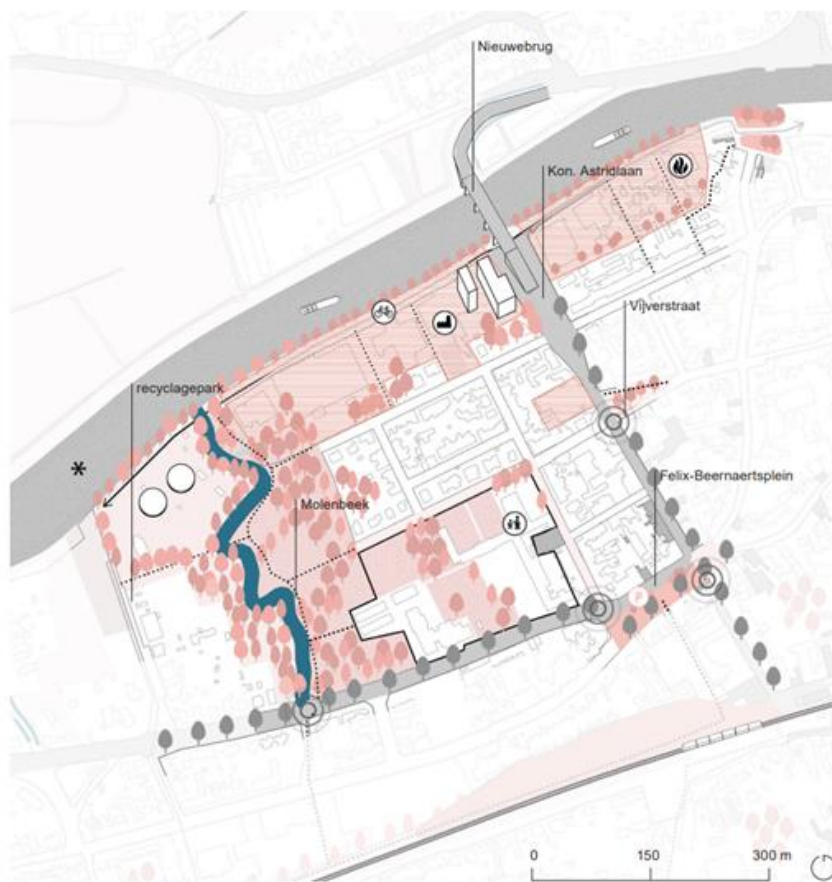 Nieuwebrug
Kon. Astridlaan
Vijverstraat
recyclagepark
*
Felix-Beernaertsplein
Molenbeek
P
0 150 300 m